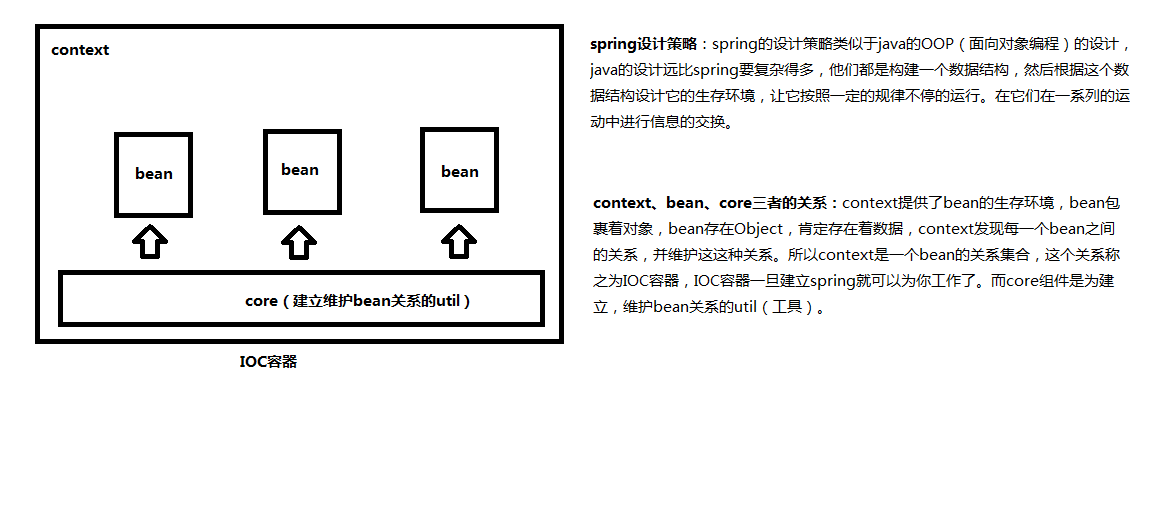 context
bean
bean
bean
core（建立维护bean关系的util）
IOC容器
spring设计策略：spring的设计策略类似于java的OOP（面向对象编程）的设计，
java的设计远比spring要复杂得多，他们都是构建一个数据结构，然后根据这个数
据结构设计它的生存环境，让它按照一定的规律不停的运行。在它们在一系列的运
动中进行信息的交换。
context、bean、core三者的关系：context提供了bean的生存环境，bean包
裹着对象，bean存在Object，肯定存在着数据，context发现每一个bean之间
的关系，并维护这这种关系。所以context是一个bean的关系集合，这个关系称
之为IOC容器，IOC容器一旦建立spring就可以为你工作了。而core组件是为建
立，维护bean关系的util（工具）。